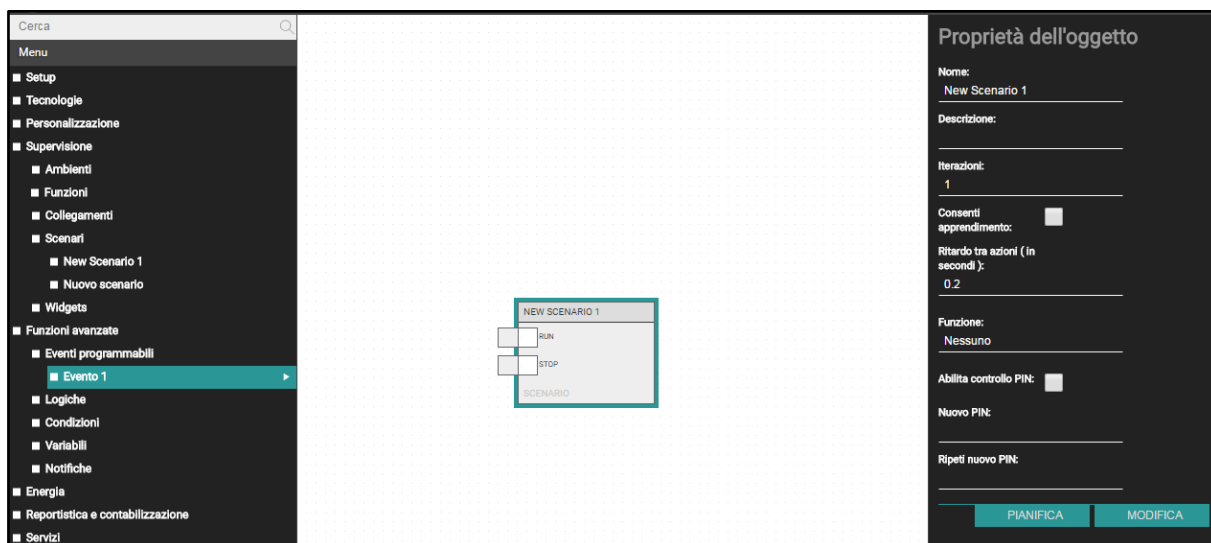 Cerca
Menu
Setup
Tecnologie
Personalizzazione
Supervisione
Ambienti
Funzioni
Collegamenti
Scenari
New Scenario 1
Nuovo scenario
Widgets
Funzioni avanzate
Eventi programmabili
Evento 1
Logiche
Condizioni
Variabili
Notifiche
Energia
Reportistica e contabilizzazione
Servizi
NEW SCENARIO 1
RUN
STOP
SCENARIO
Proprietà dell'oggetto
Nome:
New Scenario 1
Descrizione:
Iterazioni:
1
Consenti
apprendimento:
Ritardo tra azioni ( in
secondi ):
0.2
Funzione:
Nessuno
Abilita controllo PIN:
Nuovo PIN:
Ripeti nuovo PIN:
PIANIFICA
MODIFICA